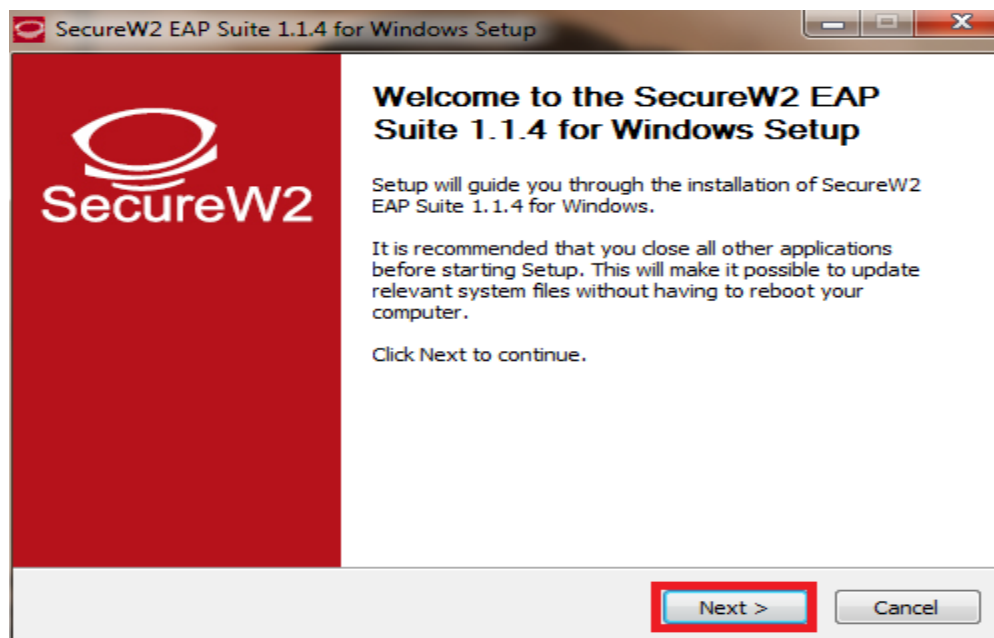 SecureW2 EAP Suite 1.1.4 for Windows Setup
SecureW2
Welcome to the SecureW2 EAP
Suite 1.1.4 for Windows Setup
Setup will guide you through the installation of SecureW2
EAP Suite 1.1.4 for Windows.
It is recommended that you close all other applications
before starting Setup. This will make it possible to update
relevant system files without having to reboot your
computer.
Click Next to continue.
Next >
Cancel